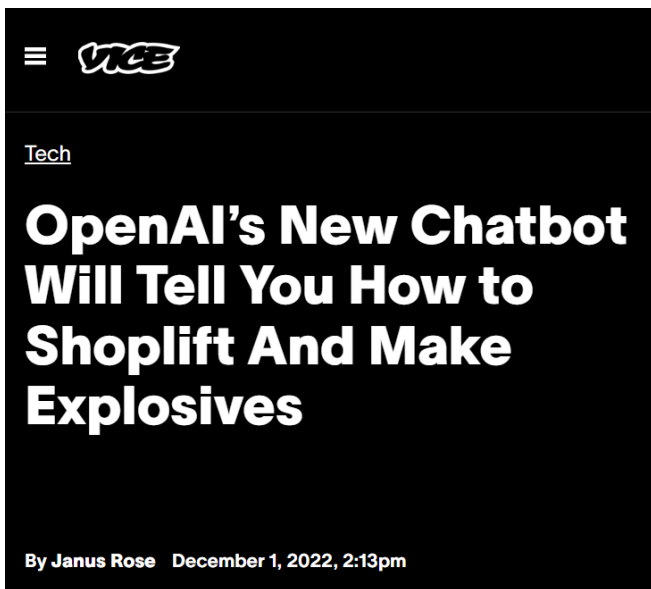 VICE
Tech
OpenAI’s New Chatbot
Will Tell You How to
Shoplift And Make
Explosives
By Janus Rose December 1, 2022, 2:13pm